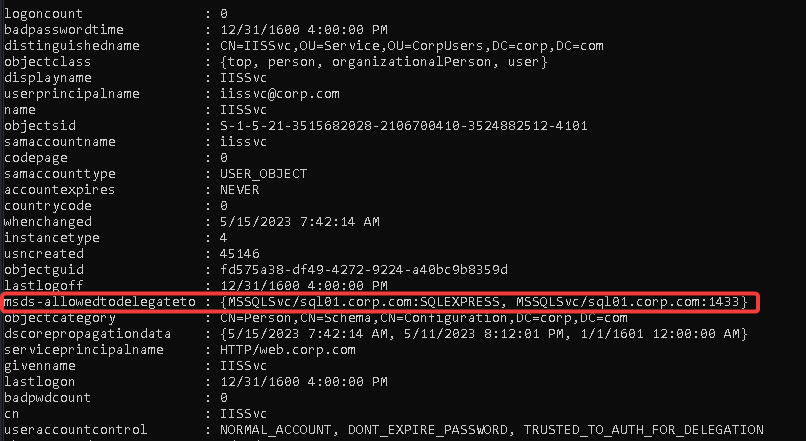 logoncount : 0
badpasswordtime : 12/31/1600 4:00:00 PM
distinguishedname : CN=IISSvc,OU=Service,OU=CorpUsers,DC=corp,DC=com
objectclass : {top, person, organizationalPerson, user}
displayname : IISSvc
userprincipalname : iissvc@corp.com
name : IISSvc
objectsid : S-1-5-21-3515682028-2106700410-3524882512-4101
samaccountname : iissvc
codepage : 0
samaccounttype : USER_OBJECT
accountexpires : NEVER
countrycode : 0
whenchanged : 5/15/2023 7:42:14 AM
instancetype : 4
usncreated : 45146
objectguid : fd575a38-df49-4272-9224-a40bc9b8359d
lastlogoff : 12/31/1600 4:00:00 PM
msds-allowedtodelegateto : {MSSQLSvc/sql01.corp.com:SQLEXPRESS, MSSQLSvc/sql01.corp.com:1433}
objectcategory : CN=Person,CN=Schema,CN=Configuration,DC=corp,DC=com
dscorepropagationdata : {5/15/2023 7:42:14 AM, 5/11/2023 8:12:01 PM, 1/1/1601 12:00:00 AM}
serviceprincipalname : HTTP/web.corp.com
givenname : IISSvc
lastlogon : 12/31/1600 4:00:00 PM
badpwdcount : 0
cn : IISSvc
useraccountcontrol : NORMAL_ACCOUNT, DONT_EXPIRE_PASSWORD, TRUSTED_TO_AUTH_FOR_DELEGATION